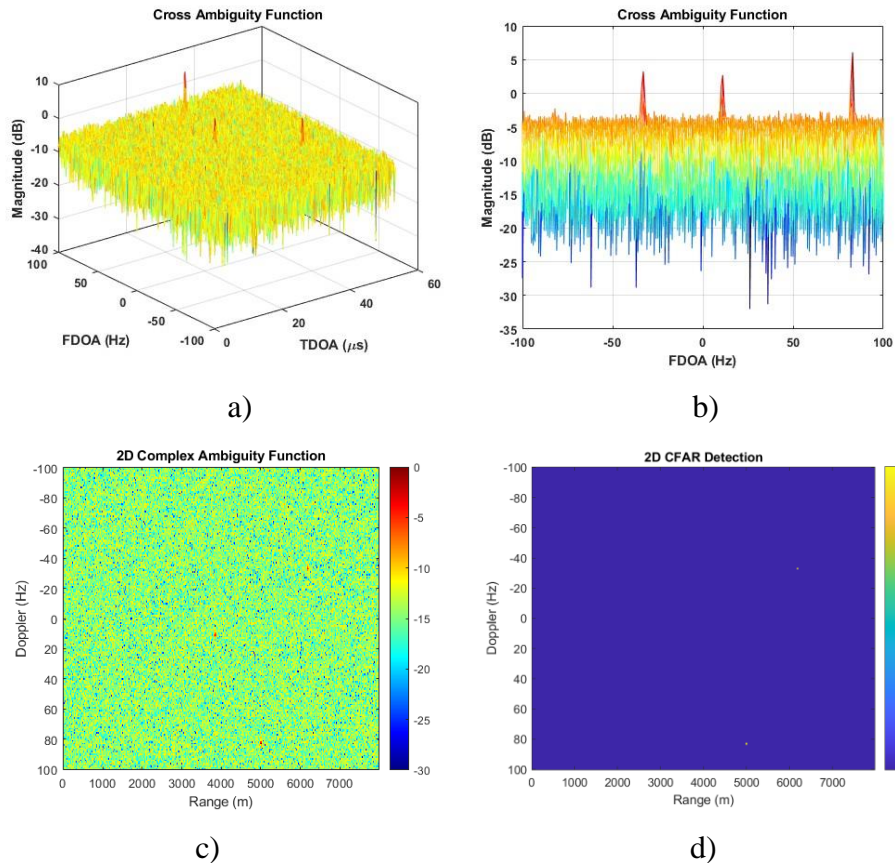 Cross Ambiguity Function
10
0
-10
-20
-30
-40
Magnitude (dB)
100
50
0
-50
-100
FDOA (Hz)
0
20
40
60
TDOA (μs)
a)
Cross Ambiguity Function
10
5
0
-5
-10
-15
-20
-25
-30
-35
Magnitude (dB)
-100 -50 0 50 100
FDOA (Hz)
b)
2D Complex Ambiguity Function
-100
-80
-60
-40
-20
0
20
40
60
80
100
Doppler (Hz)
0 1000 2000 3000 4000 5000 6000 7000
Range (m)
0
-5
-10
-15
-20
-25
-30
c)
2D CFAR Detection
-100
-80
-60
-40
-20
0
20
40
60
80
100
Doppler (Hz)
0 1000 2000 3000 4000 5000 6000 7000
Range (m)
d)